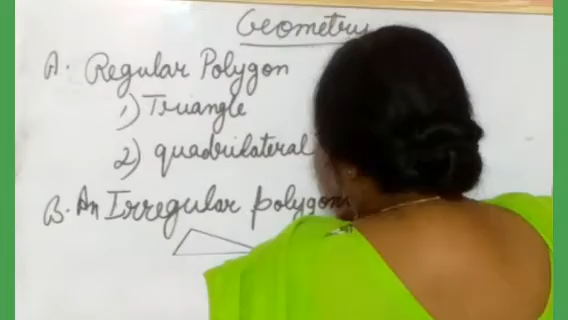 Geometry
A. Regular Polygon
1) Triangle
2) quadrilateral
B. An Irregular polygon